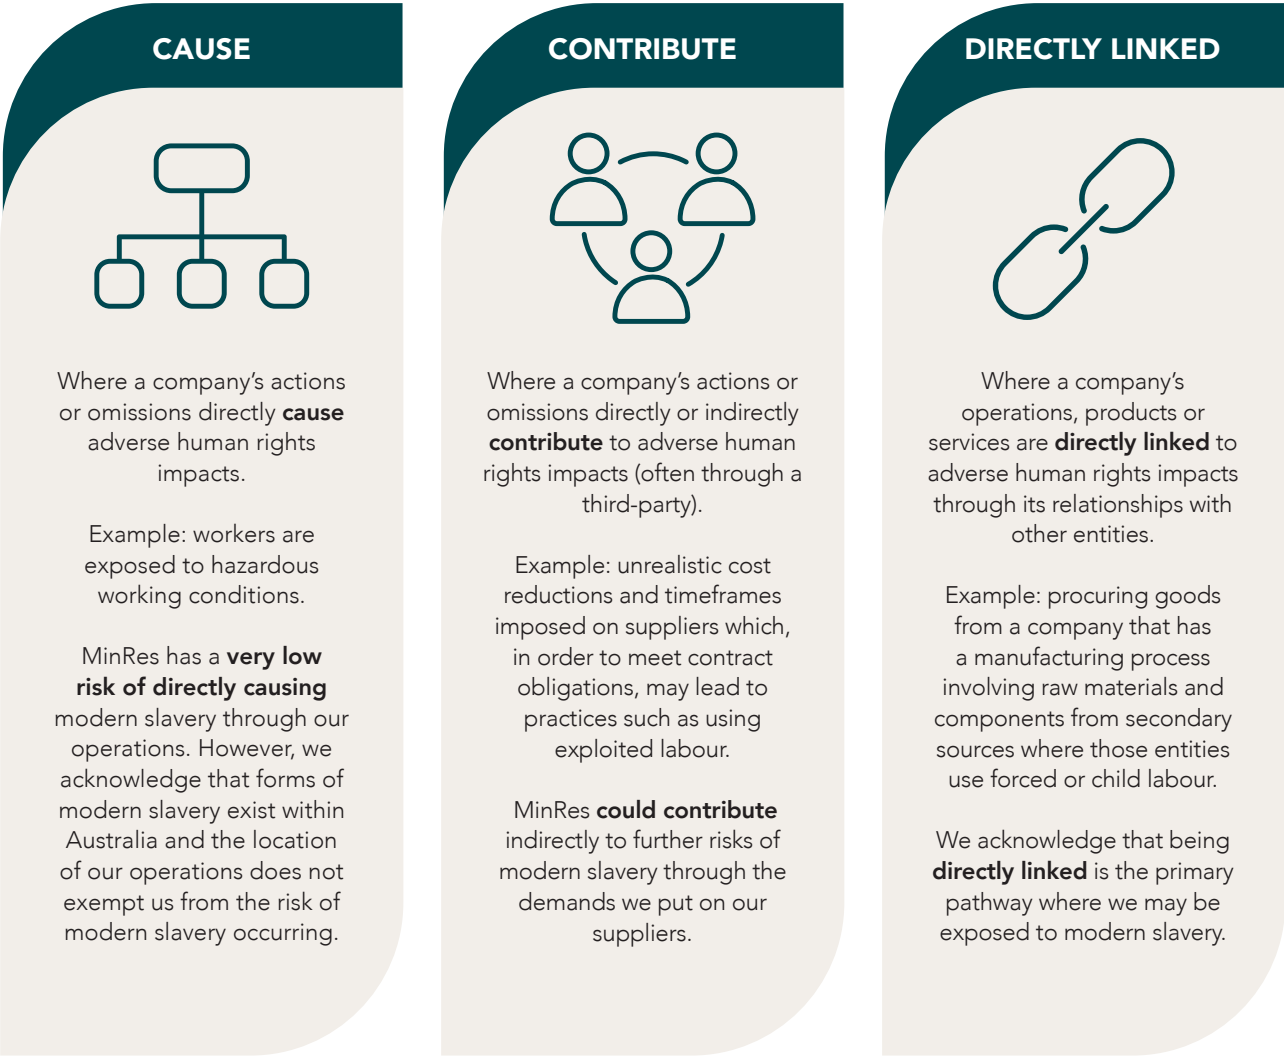 CAUSE
Where a company’s actions
or omissions directly cause
adverse human rights
impacts.
Example: workers are
exposed to hazardous
working conditions.
MinRes has a very low
risk of directly causing
modern slavery through our
operations. However, we
acknowledge that forms of
modern slavery exist within
Australia and the location
of our operations does not
exempt us from the risk of
modern slavery occurring.
CONTRIBUTE
Where a company’s actions or
omissions directly or indirectly
contribute to adverse human
rights impacts (often through a
third-party).
Example: unrealistic cost
reductions and timeframes
imposed on suppliers which,
in order to meet contract
obligations, may lead to
practices such as using
exploited labour.
MinRes could contribute
indirectly to further risks of
modern slavery through the
demands we put on our
suppliers.
DIRECTLY LINKED
Where a company’s
operations, products or
services are directly linked to
adverse human rights impacts
through its relationships with
other entities.
Example: procuring goods
from a company that has
a manufacturing process
involving raw materials and
components from secondary
sources where those entities
use forced or child labour.
We acknowledge that being
directly linked is the primary
pathway where we may be
exposed to modern slavery.